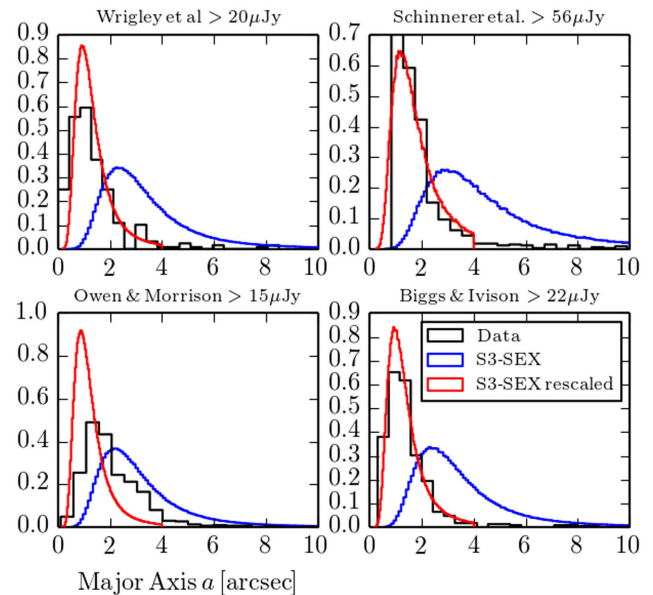 Wrigley et al > 20μJy
0.9
0.8
0.7
0.6
0.5
0.4
0.3
0.2
0.1
0.0
0 2 4 6 8 10
Schinnerer et al. > 56μJy
0.7
0.6
0.5
0.4
0.3
0.2
0.1
0.0
0 2 4 6 8 10
Owen & Morrison > 15μJy
1.0
0.8
0.6
0.4
0.2
0.0
0 2 4 6 8 10
Biggs & Ivison > 22μJy
0.9
0.8
0.7
0.6
0.5
0.4
0.3
0.2
0.1
0.0
0 2 4 6 8 10
Data
S3-SEX
S3-SEX rescaled
Major Axis a [arcsec]